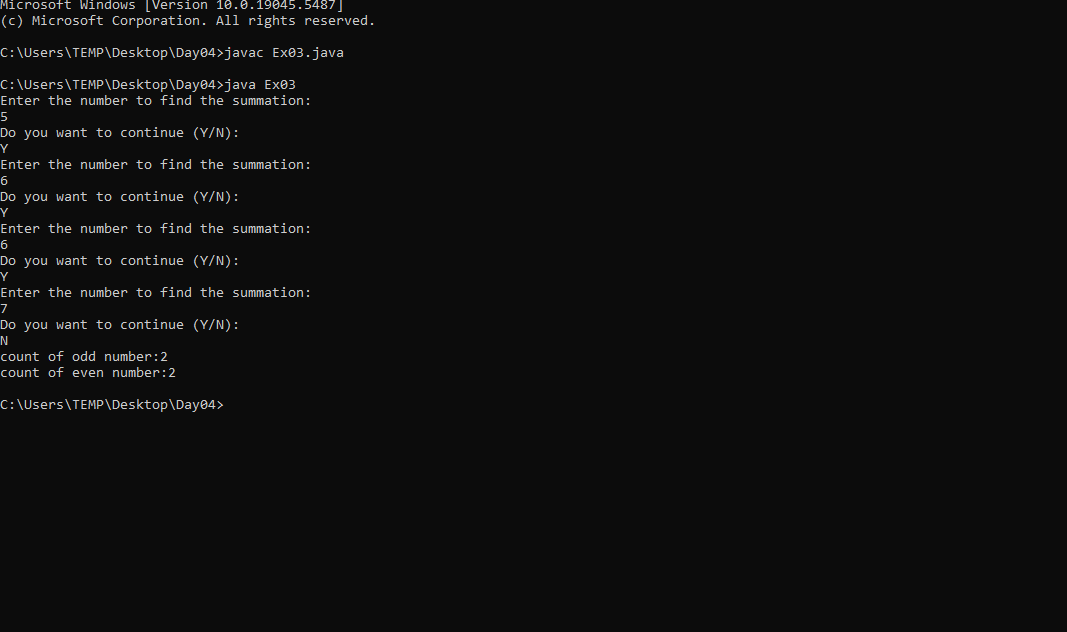 Microsoft Windows [Version 10.0.19045.5487]
(c) Microsoft Corporation. All rights reserved.
C:\Users\TEMP\Desktop\Day04>javac Ex03.java
C:\Users\TEMP\Desktop\Day04>java Ex03
Enter the number to find the summation:
5
Do you want to continue (Y/N):
Y
Enter the number to find the summation:
6
Do you want to continue (Y/N):
Y
Enter the number to find the summation:
6
Do you want to continue (Y/N):
Y
Enter the number to find the summation:
7
Do you want to continue (Y/N):
N
count of odd number:2
count of even number:2
C:\Users\TEMP\Desktop\Day04>